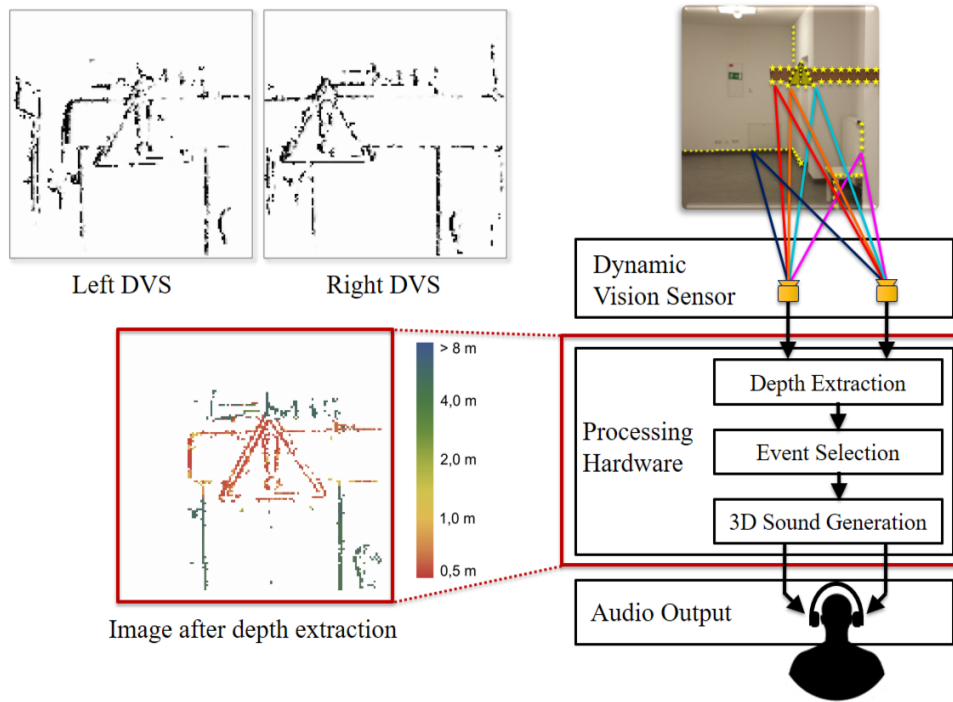 Left DVS
Right DVS
Dynamic
Vision Sensor
> 8 m
4,0 m
2,0 m
1,0 m
0,5 m
Image after depth extraction
Processing
Hardware
Depth Extraction
Event Selection
3D Sound Generation
Audio Output